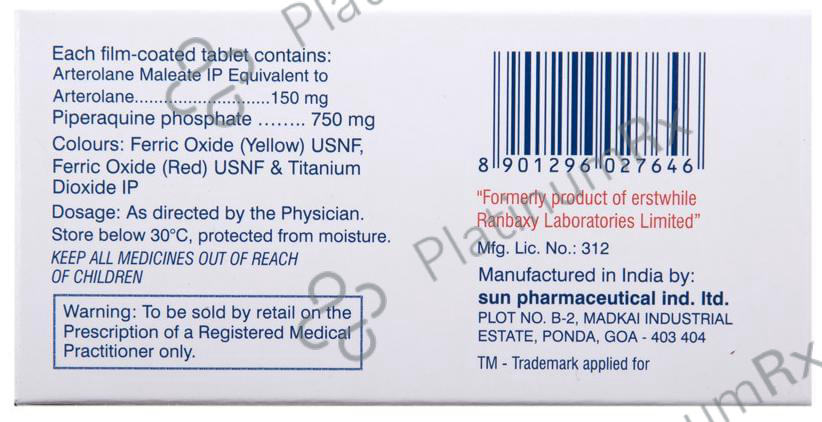 Each film-coated tablet contains:
Arterolane Maleate IP Equivalent to
Arterolane............................150 mg
Piperaquine phosphate ........ 750 mg
Colours: Ferric Oxide (Yellow) USNF,
Ferric Oxide (Red) USNF & Titanium
Dioxide IP
Dosage: As directed by the Physician.
Store below 30°C, protected from moisture.
KEEP ALL MEDICINES OUT OF REACH
OF CHILDREN
Warning: To be sold by retail on the
Prescription of a Registered Medical
Practitioner only.
8 901296 027646
"Formerly product of erstwhile
Ranbaxy Laboratories Limited"
Mfg. Lic. No.: 312
Manufactured in India by:
sun pharmaceutical ind. ltd.
PLOT NO. B-2, MADKAI INDUSTRIAL
ESTATE, PONDA, GOA - 403 404
TM - Trademark applied for
PlatinumRx